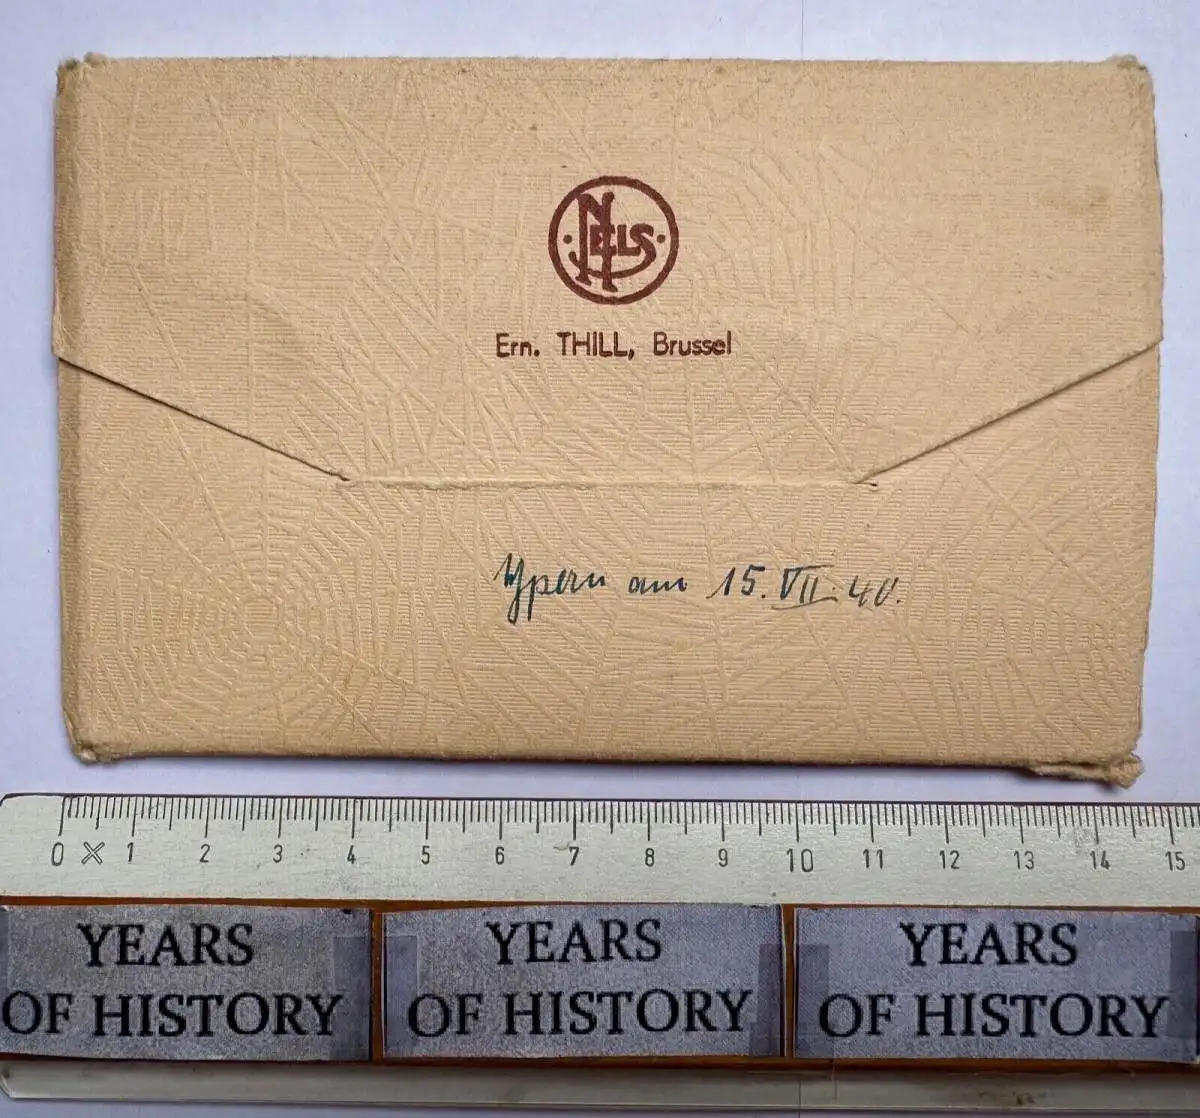 NELS
Ern. THILL, Brussel
Ypern am 15. VII. 40.
0 1 2 3 4 5 6 7 8 9 10 11 12 13 14 15
YEARS OF HISTORY
YEARS OF HISTORY
YEARS OF HISTORY